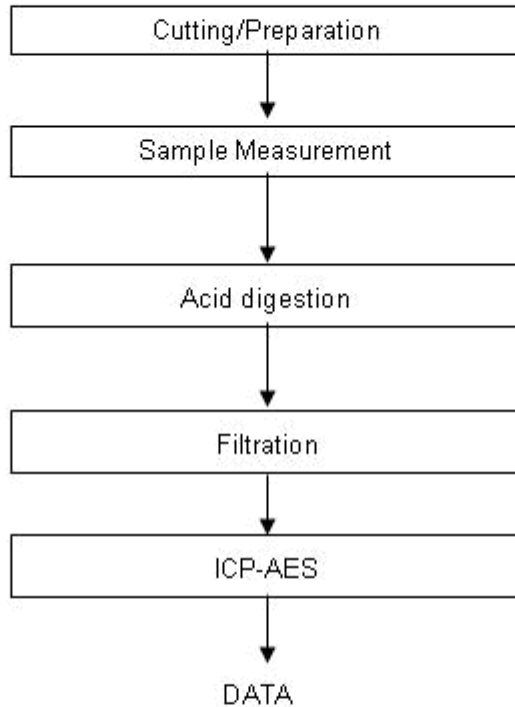 Cutting/Preparation
Sample Measurement
Acid digestion
Filtration
ICP-AES
DATA